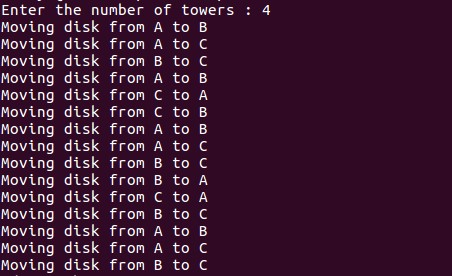 Enter the number of towers : 4
Moving disk from A to B
Moving disk from A to C
Moving disk from B to C
Moving disk from A to B
Moving disk from C to A
Moving disk from C to B
Moving disk from A to B
Moving disk from A to C
Moving disk from B to C
Moving disk from B to A
Moving disk from C to A
Moving disk from B to C
Moving disk from A to B
Moving disk from A to C
Moving disk from B to C